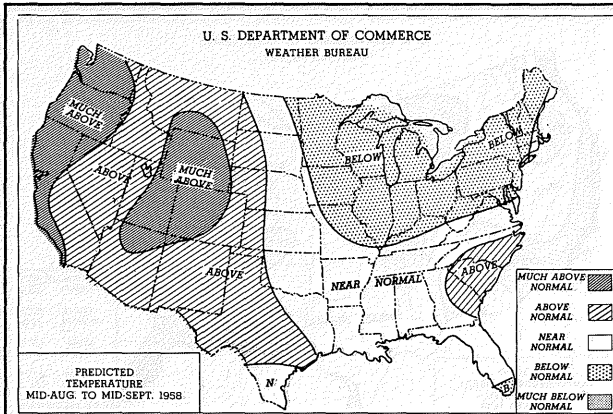 U. S. DEPARTMENT OF COMMERCE
WEATHER BUREAU
MUCH
ABOVE
MUCH
ABOVE
ABOVE
ABOVE
BELOW
BELOW
NEAR NORMAL
ABOVE
N
B
MUCH ABOVE
NORMAL
ABOVE
NORMAL
NEAR
NORMAL
BELOW
NORMAL
MUCH BELOW
NORMAL
PREDICTED
TEMPERATURE
MID-AUG. TO MID-SEPT. 1958